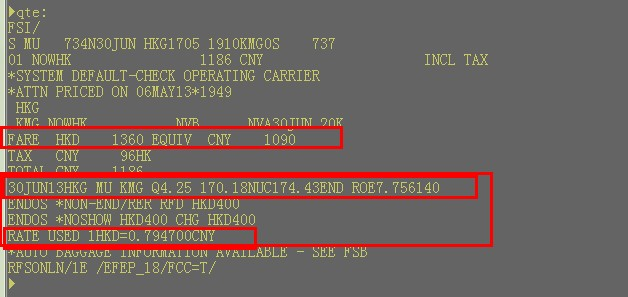 ▶qte:
FSI/
S MU   734N30JUN HKG1705 1910KMG0S    737
01 NOWHK                 1186 CNY                    INCL TAX
*SYSTEM DEFAULT-CHECK OPERATING CARRIER
*ATTN PRICED ON 06MAY13*1949
 HKG
 KMG NOWHK         NVB      NVA30JUN 20K
FARE  HKD    1360 EQUIV  CNY    1090
TAX   CNY     96HK
TOTAL CNY   1186
30JUN13HKG MU KMG Q4.25 170.18NUC174.43END ROE7.756140
ENDOS *NON-END/RER RFD HKD400
ENDOS *NOSHOW HKD400 CHG HKD400
RATE USED 1HKD=0.794700CNY
*AUTO BAGGAGE INFORMATION AVAILABLE - SEE FSB
RFSONLN/1E /EFEP_18/FCC=T/
▶